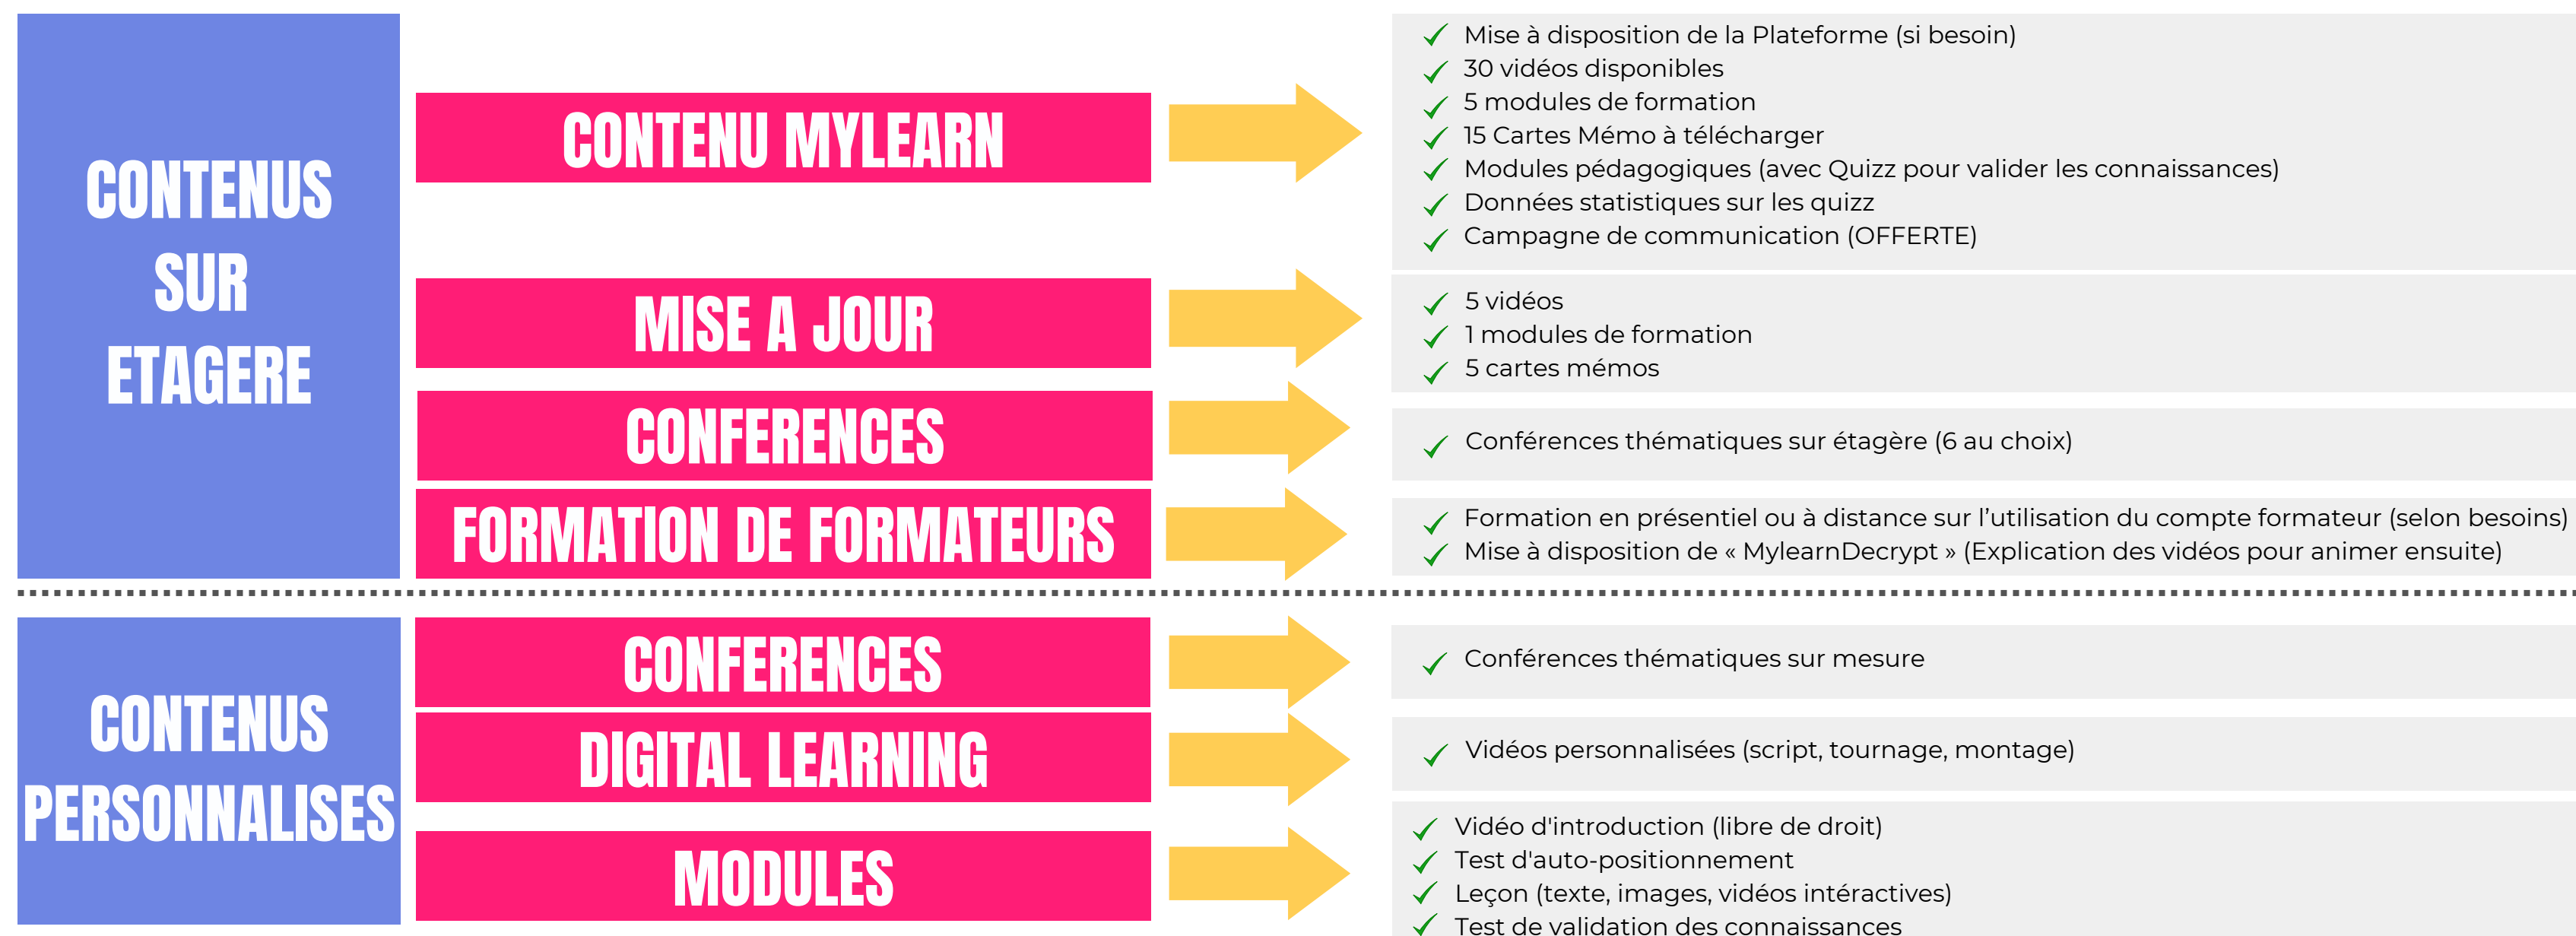 CONTENUS
SUR
ETAGERE
CONTENU MYLEARN
Mise à disposition de la Plateforme (si besoin)
30 vidéos disponibles
5 modules de formation
15 Cartes Mémo à télécharger
Modules pédagogiques (avec Quizz pour valider les connaissances)
Données statistiques sur les quizz
Campagne de communication (OFFERTE)
MISE A JOUR
5 vidéos
1 modules de formation
5 cartes mémos
CONFERENCES
Conférences thématiques sur étagère (6 au choix)
FORMATION DE FORMATEURS
Formation en présentiel ou à distance sur l’utilisation du compte formateur (selon besoins)
Mise à disposition de « MylearnDecrypt » (Explication des vidéos pour animer ensuite)
CONTENUS
PERSONNALISES
CONFERENCES
Conférences thématiques sur mesure
DIGITAL LEARNING
Vidéos personnalisées (script, tournage, montage)
MODULES
Vidéo d'introduction (libre de droit)
Test d'auto-positionnement
Leçon (texte, images, vidéos intéractives)
Test de validation des connaissances